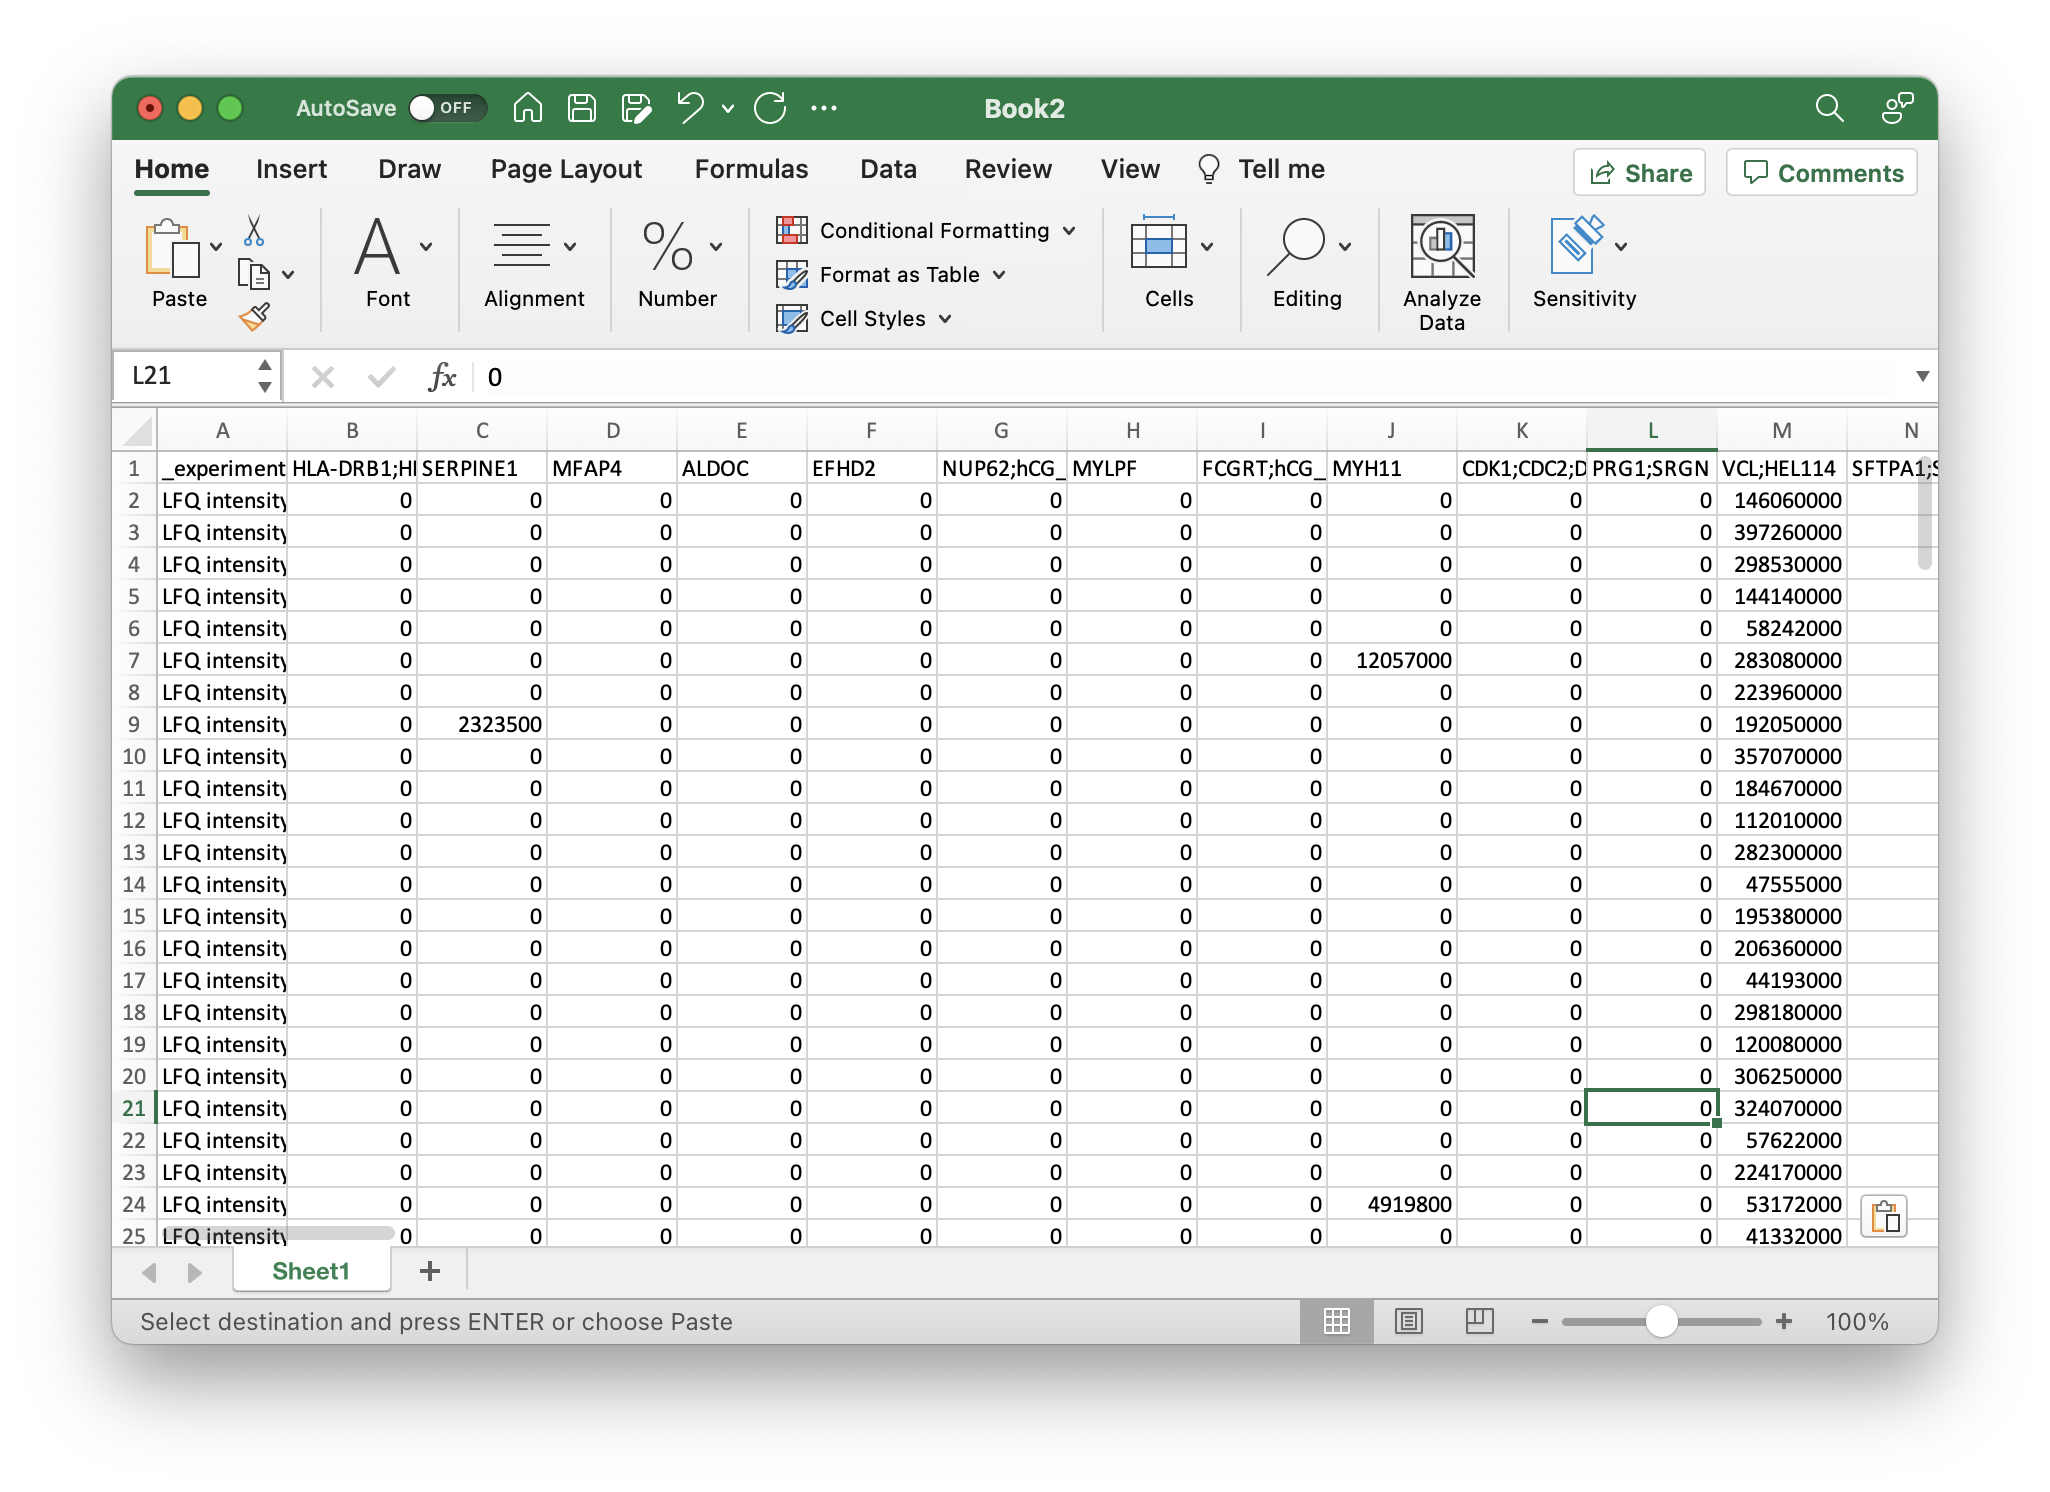 AutoSave OFF Book2
Home Insert Draw Page Layout Formulas Data Review View Tell me Share Comments
Paste Font Alignment Number Conditional Formatting Format as Table Cell Styles Cells Editing Analyze Data Sensitivity
L21 fx 0
A B C D E F G H I J K L M N
1 _experiment HLA-DRB1;HL SERPINE1 MFAP4 ALDOC EFHD2 NUP62;hCG_ MYLPF FCGRT;hCG_ MYH11 CDK1;CDC2;D PRG1;SRGN VCL;HEL114 SFTPA1;S
2 LFQ intensity 0 0 0 0 0 0 0 0 0 0 0 146060000
3 LFQ intensity 0 0 0 0 0 0 0 0 0 0 0 397260000
4 LFQ intensity 0 0 0 0 0 0 0 0 0 0 0 298530000
5 LFQ intensity 0 0 0 0 0 0 0 0 0 0 0 144140000
6 LFQ intensity 0 0 0 0 0 0 0 0 0 0 0 58242000
7 LFQ intensity 0 0 0 0 0 0 0 0 12057000 0 0 283080000
8 LFQ intensity 0 0 0 0 0 0 0 0 0 0 0 223960000
9 LFQ intensity 0 2323500 0 0 0 0 0 0 0 0 0 192050000
10 LFQ intensity 0 0 0 0 0 0 0 0 0 0 0 357070000
11 LFQ intensity 0 0 0 0 0 0 0 0 0 0 0 184670000
12 LFQ intensity 0 0 0 0 0 0 0 0 0 0 0 112010000
13 LFQ intensity 0 0 0 0 0 0 0 0 0 0 0 282300000
14 LFQ intensity 0 0 0 0 0 0 0 0 0 0 0 47555000
15 LFQ intensity 0 0 0 0 0 0 0 0 0 0 0 195380000
16 LFQ intensity 0 0 0 0 0 0 0 0 0 0 0 206360000
17 LFQ intensity 0 0 0 0 0 0 0 0 0 0 0 44193000
18 LFQ intensity 0 0 0 0 0 0 0 0 0 0 0 298180000
19 LFQ intensity 0 0 0 0 0 0 0 0 0 0 0 120080000
20 LFQ intensity 0 0 0 0 0 0 0 0 0 0 0 306250000
21 LFQ intensity 0 0 0 0 0 0 0 0 0 0 0 324070000
22 LFQ intensity 0 0 0 0 0 0 0 0 0 0 0 57622000
23 LFQ intensity 0 0 0 0 0 0 0 0 0 0 0 224170000
24 LFQ intensity 0 0 0 0 0 0 0 0 4919800 0 0 53172000
25 LFQ intensity 0 0 0 0 0 0 0 0 0 0 0 41332000
Sheet1
Select destination and press ENTER or choose Paste 100%